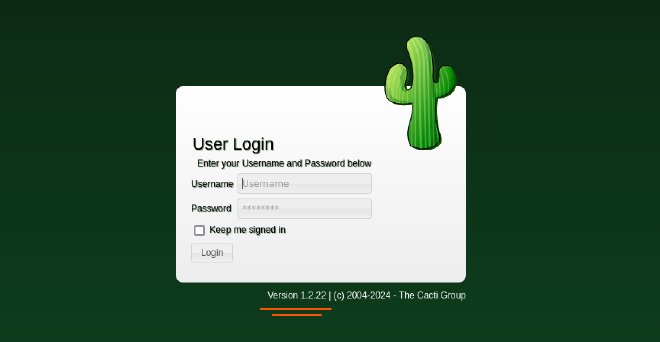 User Login
Enter your Username and Password below
Username Username
Password ********
Keep me signed in
Login
Version 1.2.22 | (c) 2004-2024 - The Cacti Group